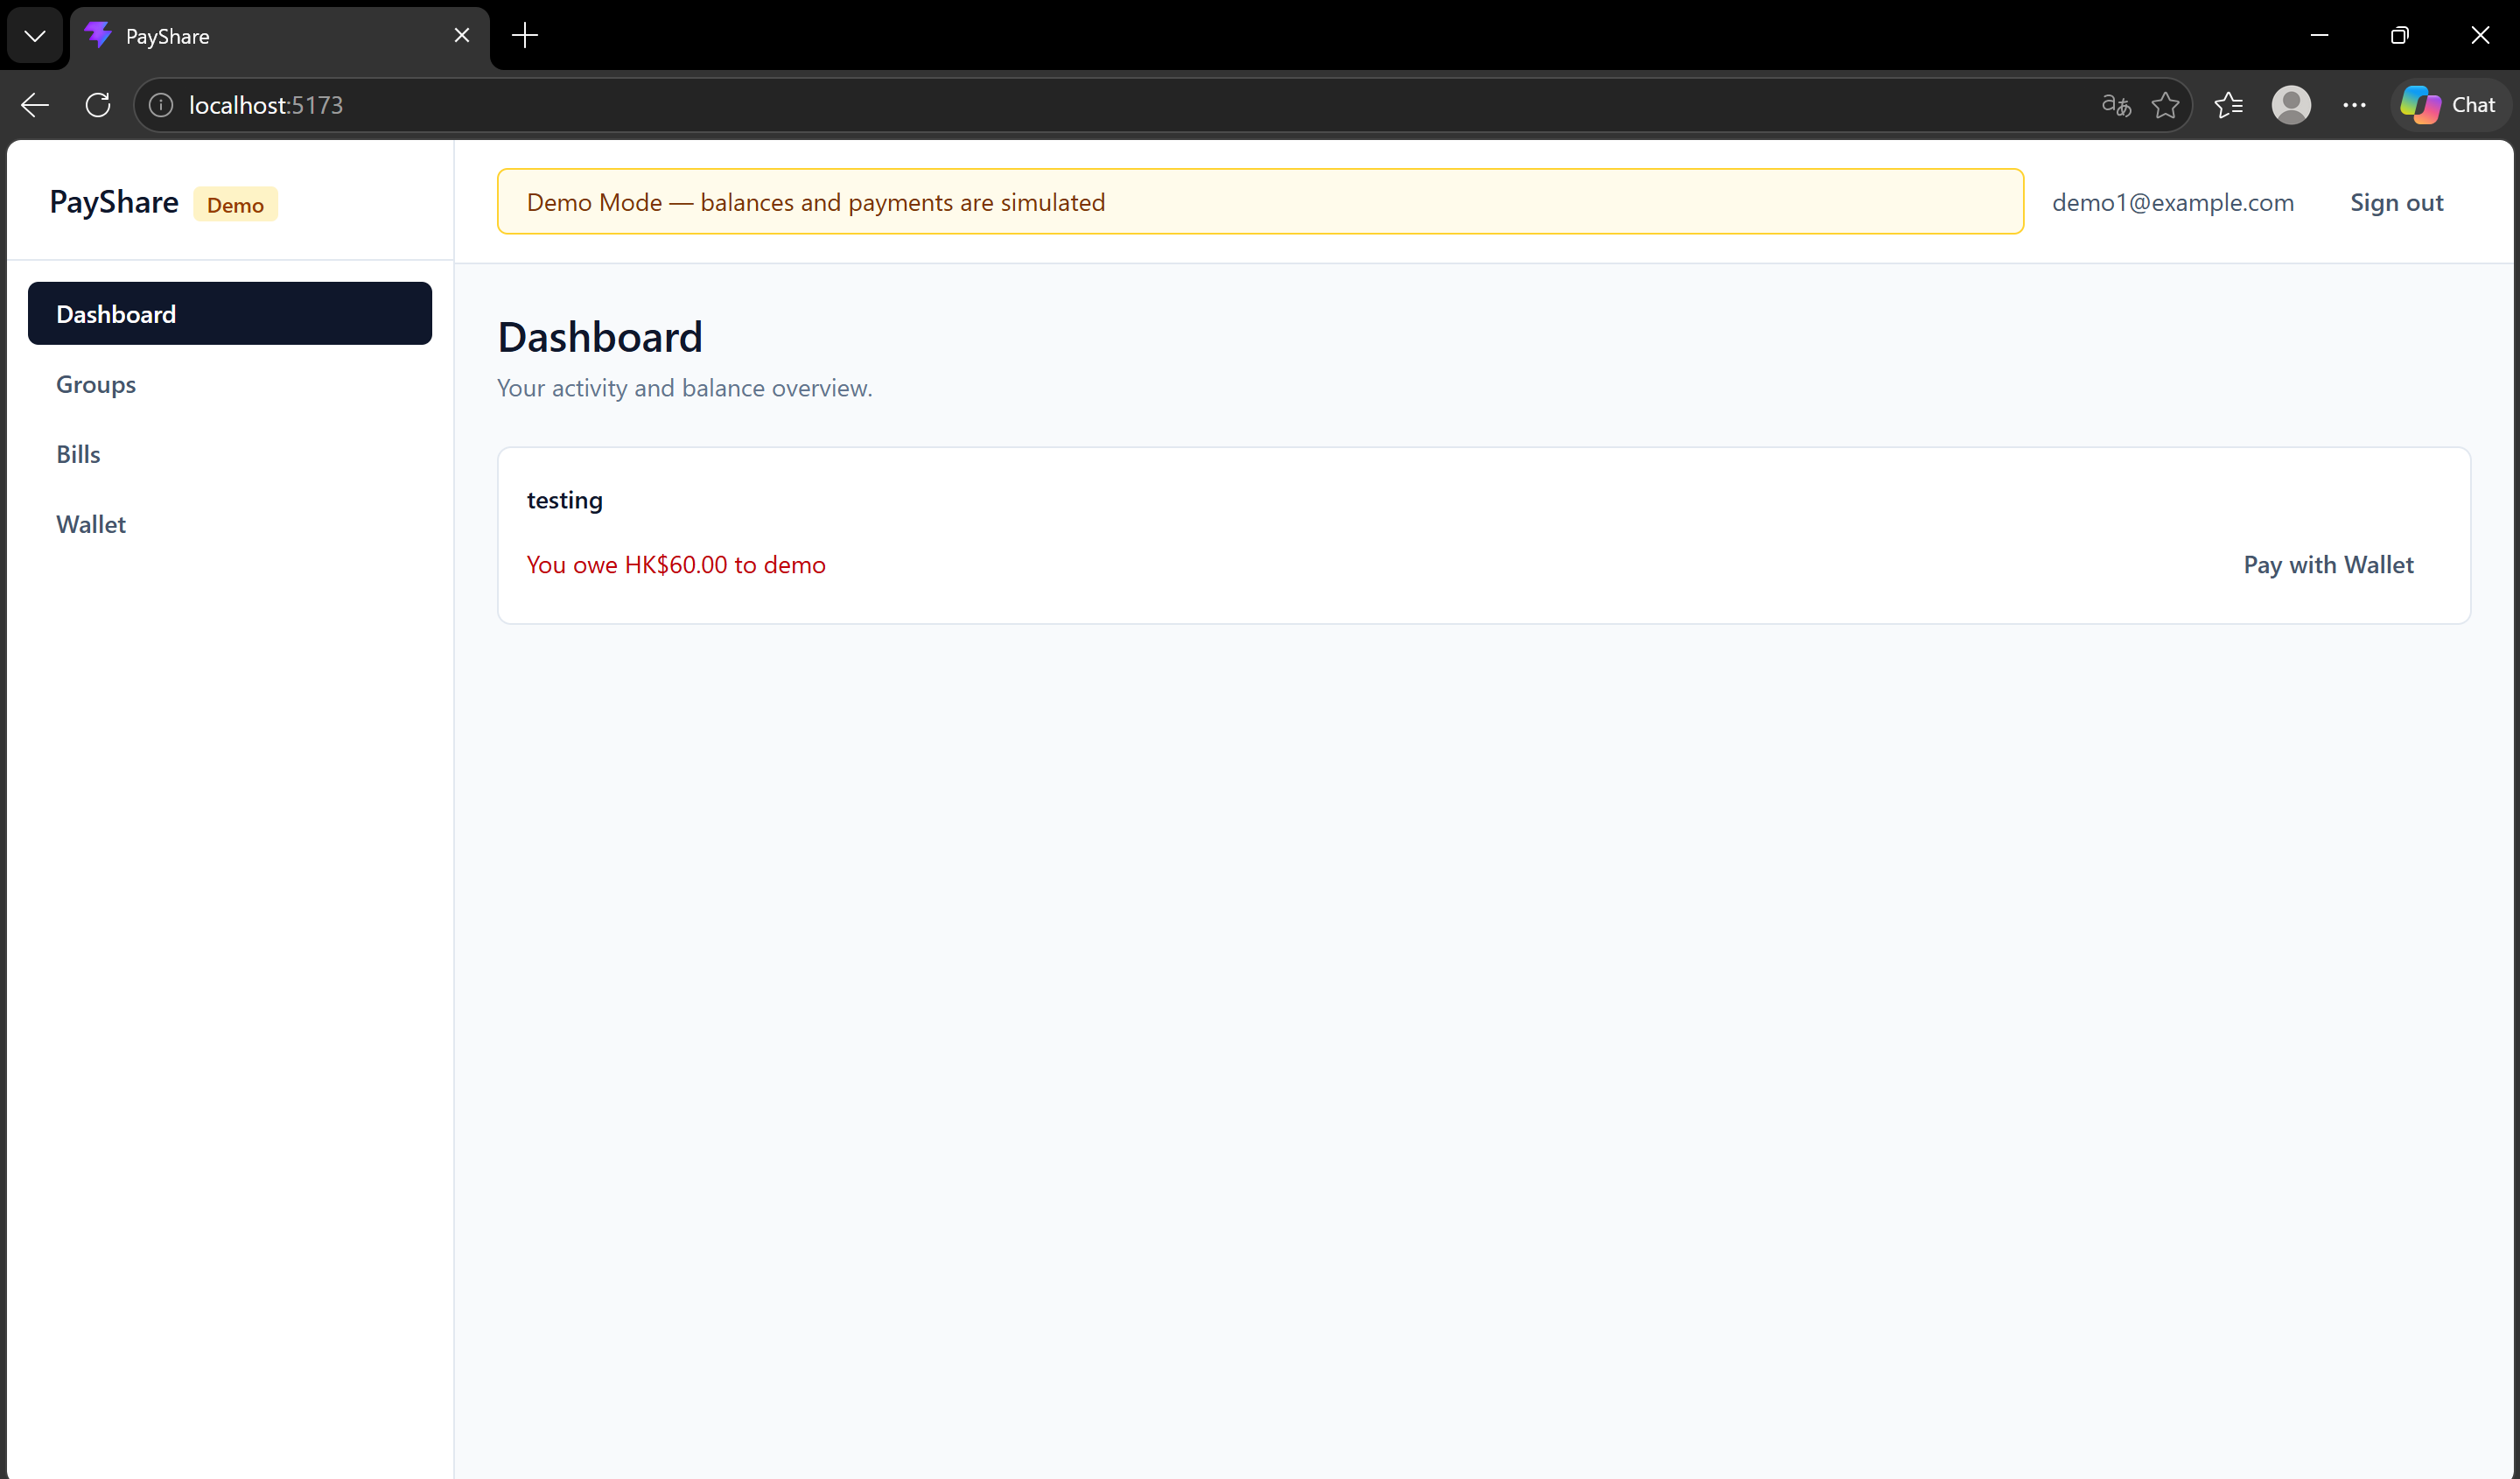 PayShare
localhost:5173
aあ
Chat
PayShare Demo
Demo Mode — balances and payments are simulated
demo1@example.com
Sign out
Dashboard
Groups
Bills
Wallet
Dashboard
Your activity and balance overview.
testing
You owe HK$60.00 to demo
Pay with Wallet